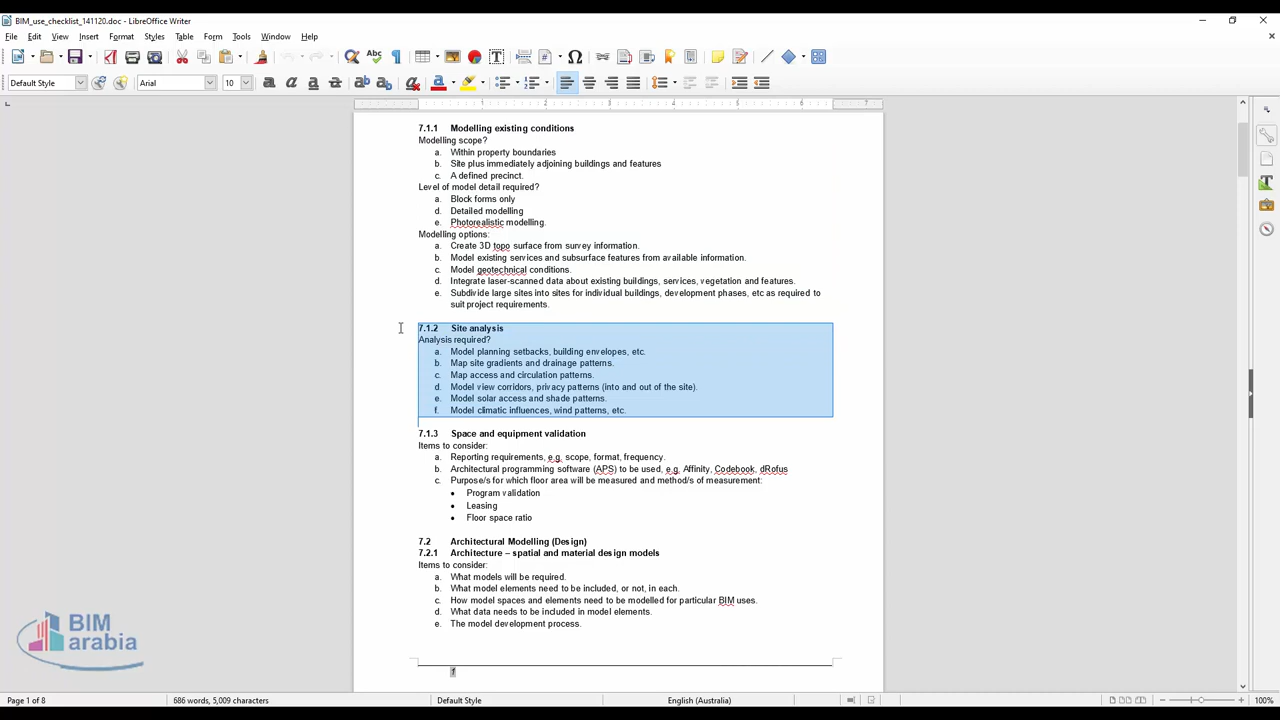 BIM_use_checklist_141120.doc - LibreOffice Writer
File Edit View Insert Format Styles Table Form Tools Window Help
Default Style Arial 10
1 2 3 4 5 6 7
7.1.1 Modelling existing conditions
Modelling scope?
a. Within property boundaries
b. Site plus immediately adjoining buildings and features
c. A defined precinct.
Level of model detail required?
a. Block forms only
d. Detailed modelling
e. Photorealistic modelling.
Modelling options:
a. Create 3D topo surface from survey information.
b. Model existing services and subsurface features from available information.
c. Model geotechnical conditions.
d. Integrate laser-scanned data about existing buildings, services, vegetation and features.
e. Subdivide large sites into sites for individual buildings, development phases, etc as required to
suit project requirements.
7.1.2 Site analysis
Analysis required?
a. Model planning setbacks, building envelopes, etc.
b. Map site gradients and drainage patterns.
c. Map access and circulation patterns.
d. Model view corridors, privacy patterns (into and out of the site).
e. Model solar access and shade patterns.
f. Model climatic influences, wind patterns, etc.
7.1.3 Space and equipment validation
Items to consider:
a. Reporting requirements, e.g. scope, format, frequency.
b. Architectural programming software (APS) to be used, e.g. Affinity, Codebook, dRofus
c. Purpose/s for which floor area will be measured and method/s of measurement:
• Program validation
• Leasing
• Floor space ratio
7.2 Architectural Modelling (Design)
7.2.1 Architecture – spatial and material design models
Items to consider:
a. What models will be required.
b. What model elements need to be included, or not, in each.
c. How model spaces and elements need to be modelled for particular BIM uses.
d. What data needs to be included in model elements.
e. The model development process.
BIM
arabia
Page 1 of 8 686 words, 5,009 characters Default Style English (Australia) 100%